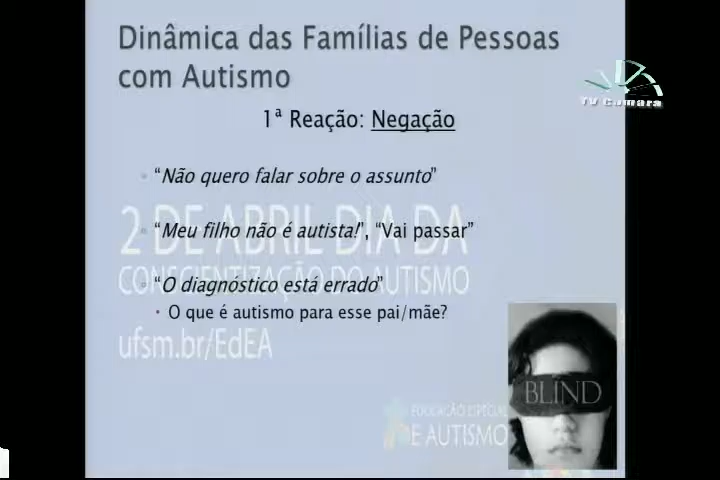 Dinâmica das Famílias de Pessoas
com Autismo
TV Camara
1ª Reação: Negação
“Não quero falar sobre o assunto”
2 DE ABRIL DIA DA
“Meu filho não é autista!”, “Vai passar”
CONSCIENTIZAÇÃO DO AUTISMO
“O diagnóstico está errado”
O que é autismo para esse pai/mãe?
ufsm.br/EdEA
BLIND
EDUCAÇÃO
E AUTISMO